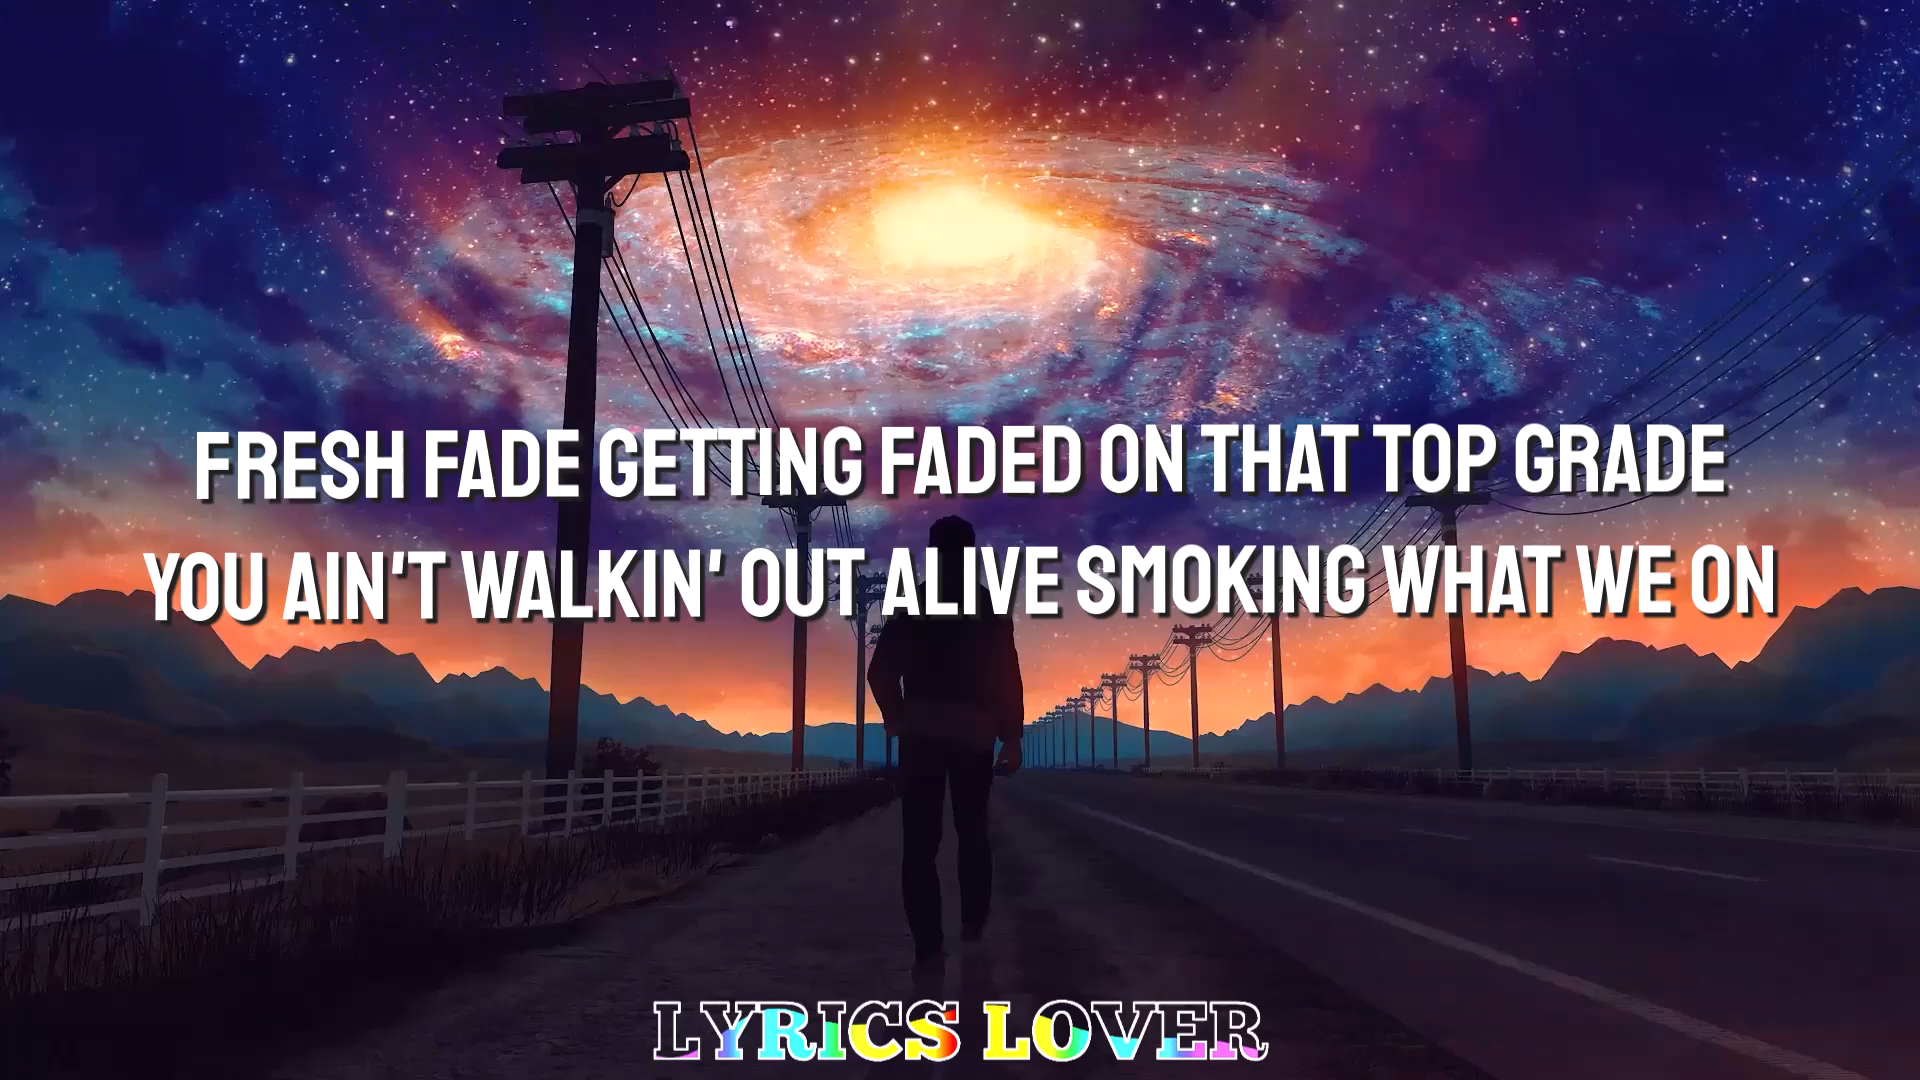 FRESH FADE GETTING FADED ON THAT TOP GRADE
YOU AIN'T WALKIN' OUT ALIVE SMOKING WHAT WE ON
LYRICS LOVER